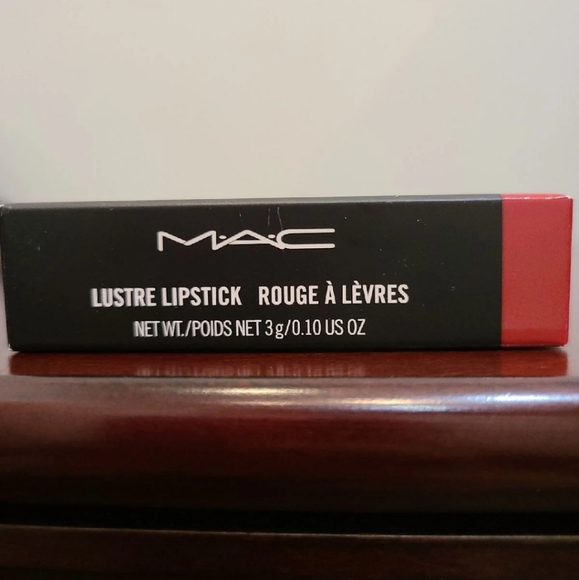 M·A·C
LUSTRE LIPSTICK ROUGE À LÈVRES
NET WT./POIDS NET 3g/0.10 US OZ